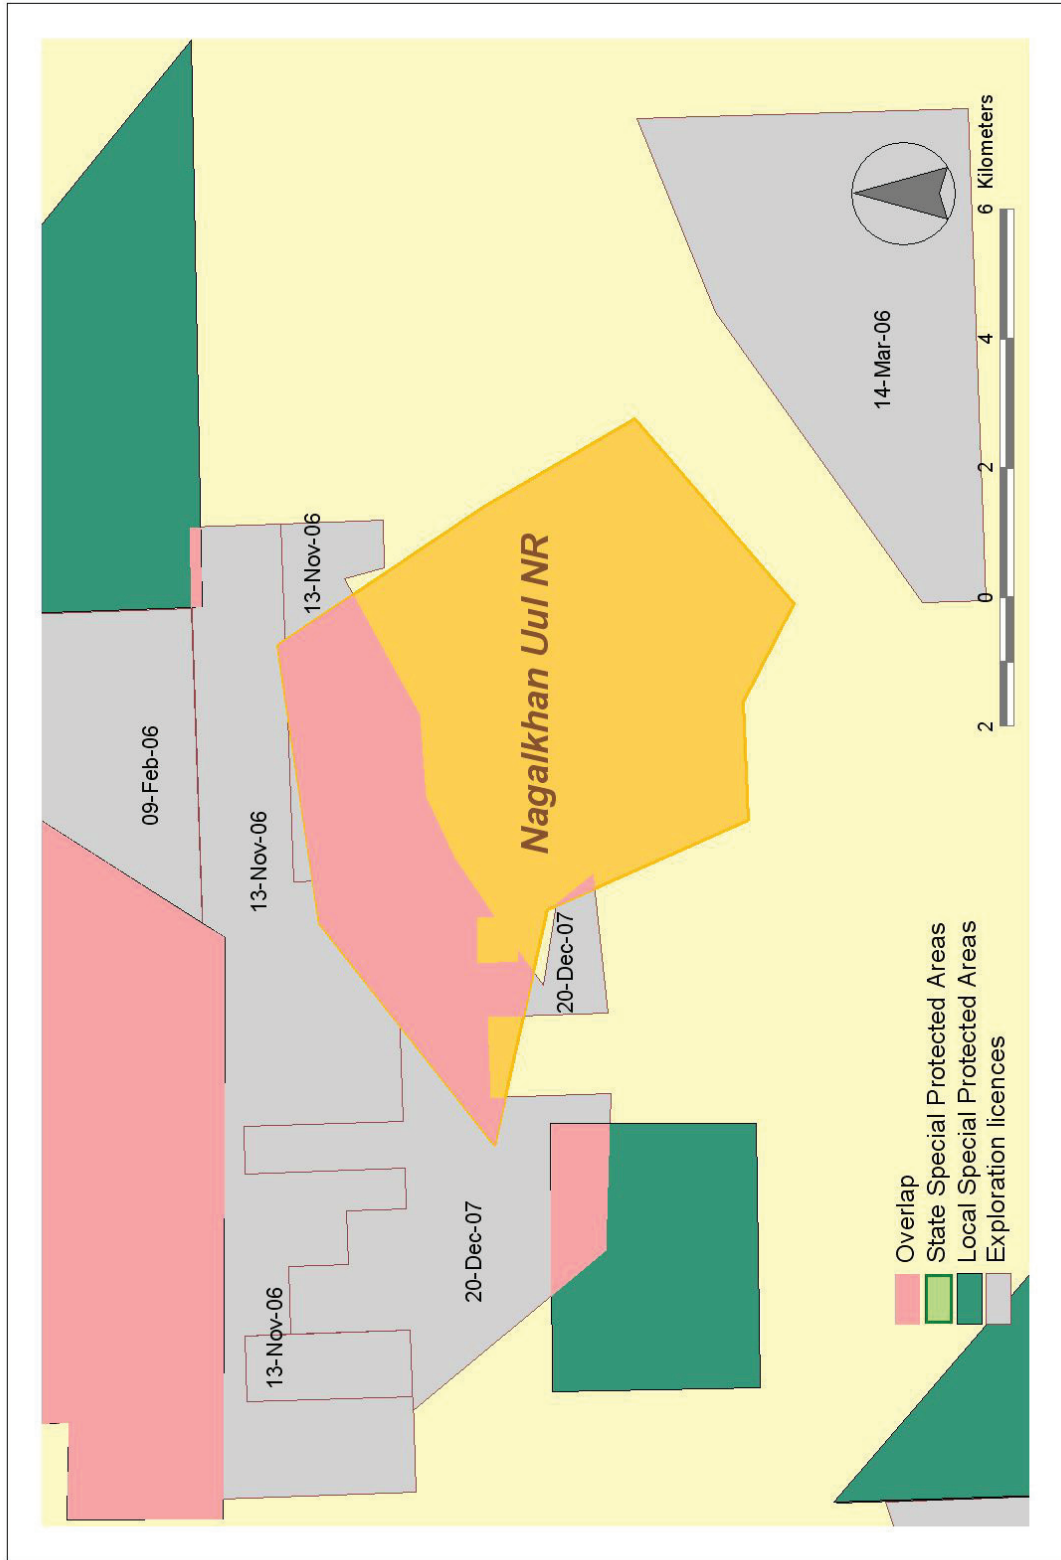 09-Feb-06
13-Nov-06
13-Nov-06
13-Nov-06
20-Dec-07
20-Dec-07
Nagalkhan Uul NR
14-Mar-06
Overlap
State Special Protected Areas
Local Special Protected Areas
Exploration licences
2 0 2 4 6 Kilometers